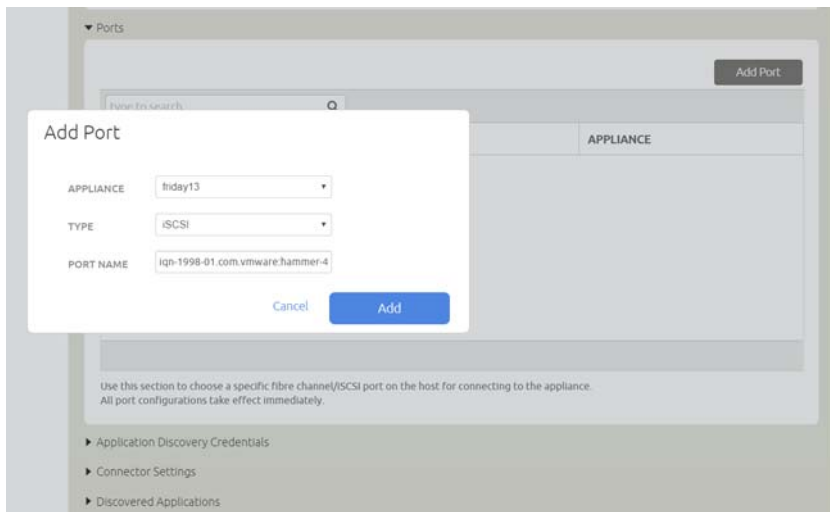 Ports
Add Port
type to search
Add Port
APPLIANCE
APPLIANCE
friday13
TYPE
iSCSI
PORT NAME
iqn-1998-01.com.vmware:hammer-4
Cancel
Add
Use this section to choose a specific fibre channel/iSCSI port on the host for connecting to the appliance.
All port configurations take effect immediately.
Application Discovery Credentials
Connector Settings
Discovered Applications